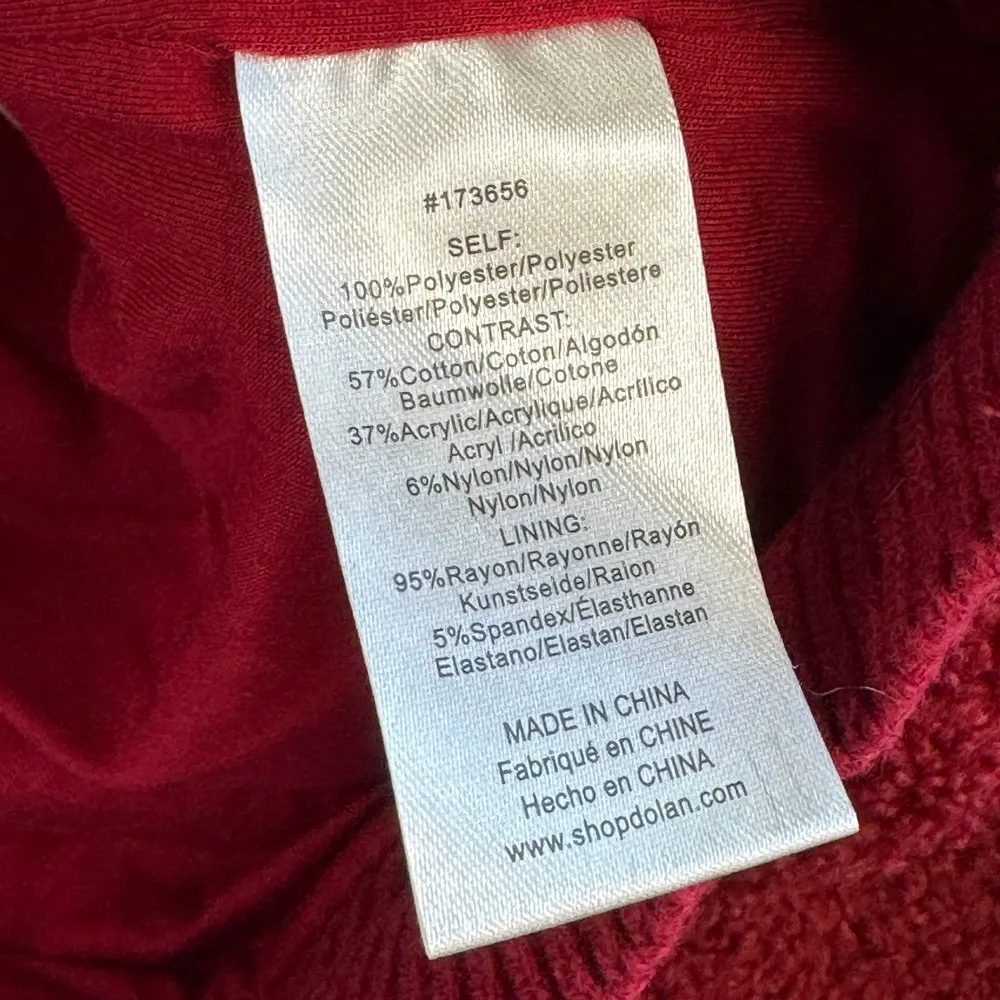 #173656
SELF:
100%Polyester/Polyester
Poliéster/Polyester/Poliestere
CONTRAST:
57%Cotton/Coton/Algodón
Baumwolle/Cotone
37%Acrylic/Acrylique/Acrílico
Acryl /Acrilico
6%Nylon/Nylon/Nylon
Nylon/Nylon
LINING:
95%Rayon/Rayonne/Rayón
Kunstseide/Raion
5%Spandex/Élasthanne
Elastano/Elastan/Elastan
MADE IN CHINA
Fabriqué en CHINE
Hecho en CHINA
www.shopdolan.com